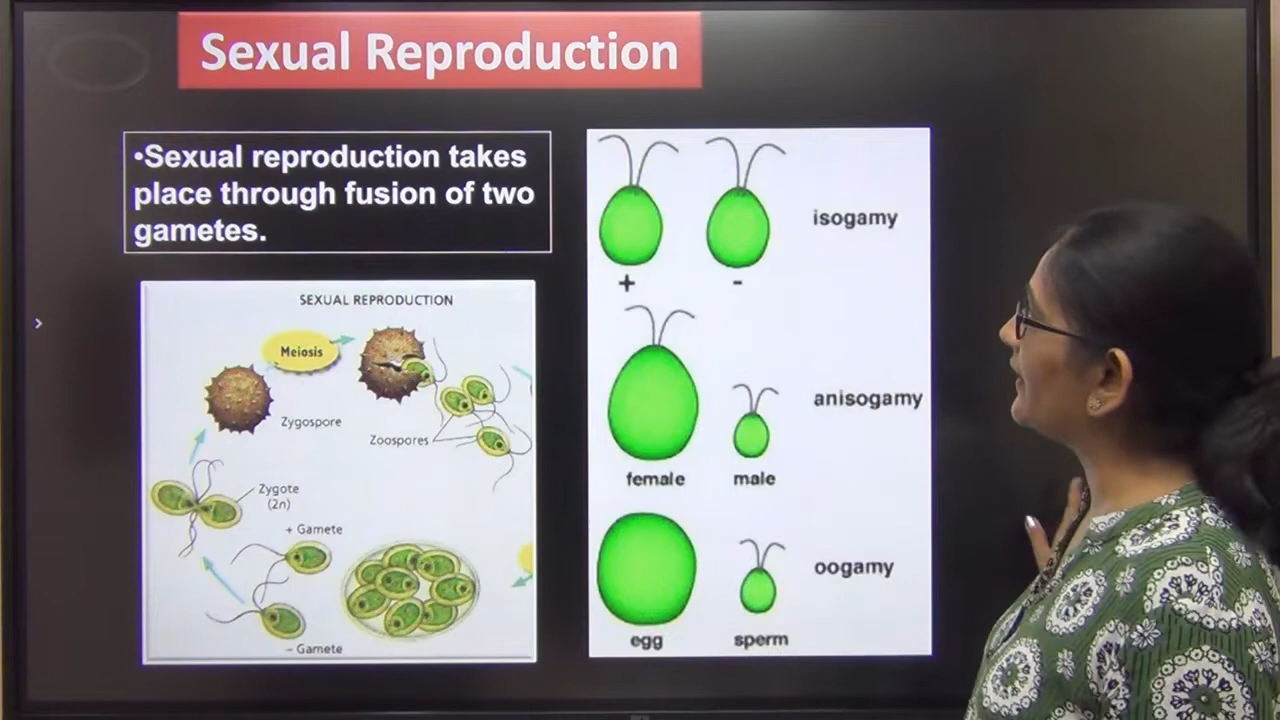 Sexual Reproduction
•Sexual reproduction takes
place through fusion of two
gametes.
SEXUAL REPRODUCTION
Meiosis
Zygospore
Zoospores
Zygote
(2n)
+ Gamete
– Gamete
isogamy
+ -
anisogamy
female male
oogamy
egg sperm